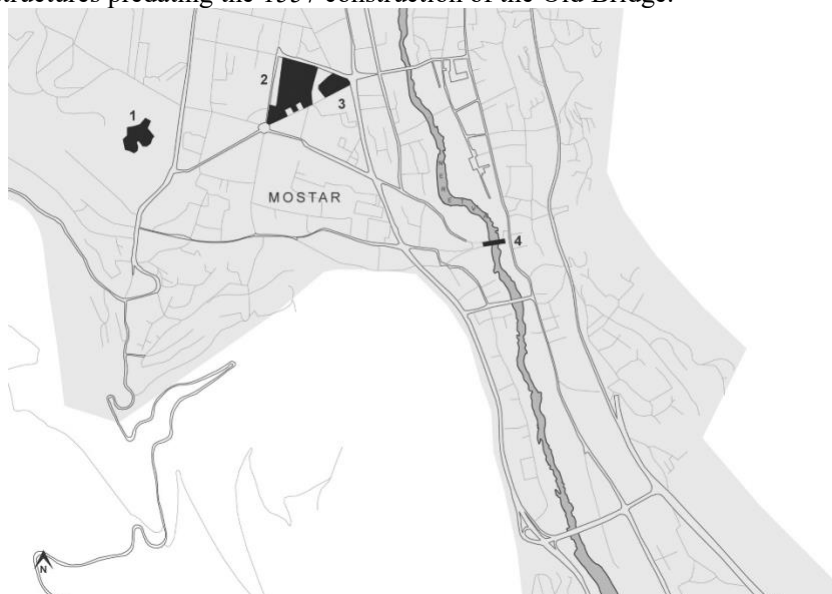 structures predating the 1557 construction of the Old Bridge.
2
3
1
MOSTAR
4
N